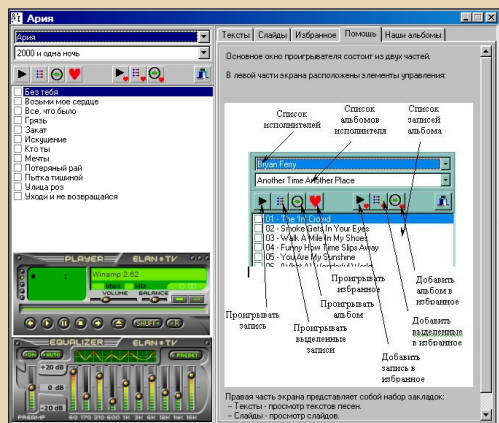 Ария
Ария
2000 и одна ночь
Без тебя
Возьми мое сердце
Все, что было
Грязь
Закат
Искушение
Кто ты
Мечты
Потерянный рай
Пытка тишиной
Улица роз
Уходи и не возвращайся
PLAYER ELAN TV
Winamp 2.62
kbps kHz
VOLUME BALANCE
SHUFF R
EQUALIZER ELAN TV
ON AUTO PRESET
+20 dB
0 dB
-20 dB
PREAMP 60 170 310 600 1K 3K 6K 12K 14K 16K
Тексты Слайды Избранное Помощь Наши альбомы
Основное окно проигрывателя состоит из двух частей.
В левой части экрана расположены элементы управления:
Список исполнителей
Список альбомов исполнителя
Список записей альбома
Bryan Ferry
Another Time Another Place
01 - The 'In' Crowd
02 - Smoke Gets In Your Eyes
03 - Walk A Mile In My Shoes
04 - Funny How Time Slips Away
05 - You Are My Sunshine
Проигрывать запись
Проигрывать выделенные записи
Проигрывать альбом
Проигрывать избранное
Добавить запись в избранное
Добавить выделенные в избранное
Добавить альбом в избранное
Правая часть экрана представляет собой набор закладок:
– Тексты - просмотр текстов песен.
– Слайды - просмотр слайдов.